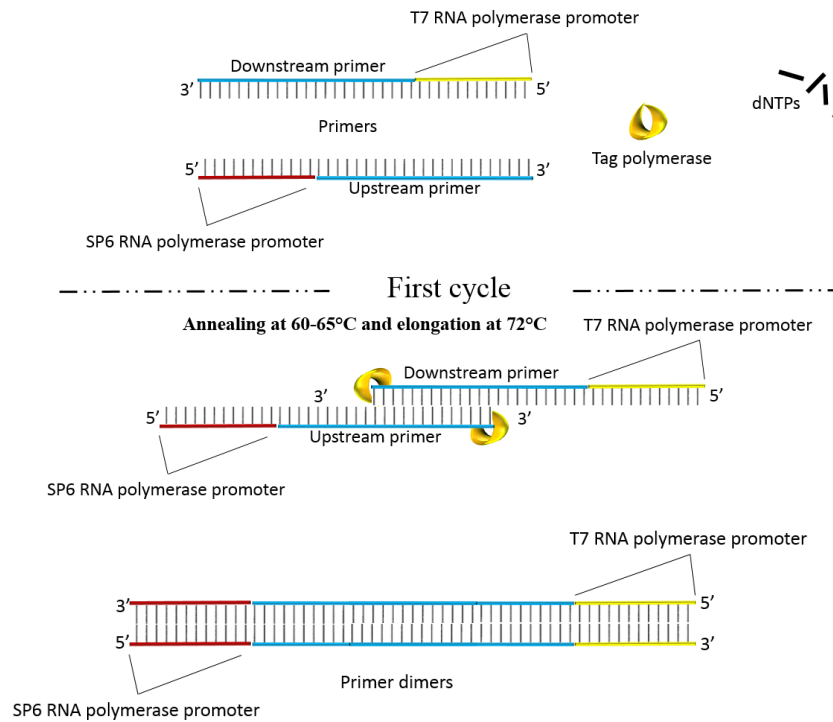 T7 RNA polymerase promoter
Downstream primer
3’
5’
dNTPs
Primers
Tag polymerase
5’
3’
Upstream primer
SP6 RNA polymerase promoter
First cycle
Annealing at 60-65°C and elongation at 72°C
T7 RNA polymerase promoter
Downstream primer
3’
5’
5’
3’
Upstream primer
SP6 RNA polymerase promoter
T7 RNA polymerase promoter
3’
5’
5’
3’
Primer dimers
SP6 RNA polymerase promoter